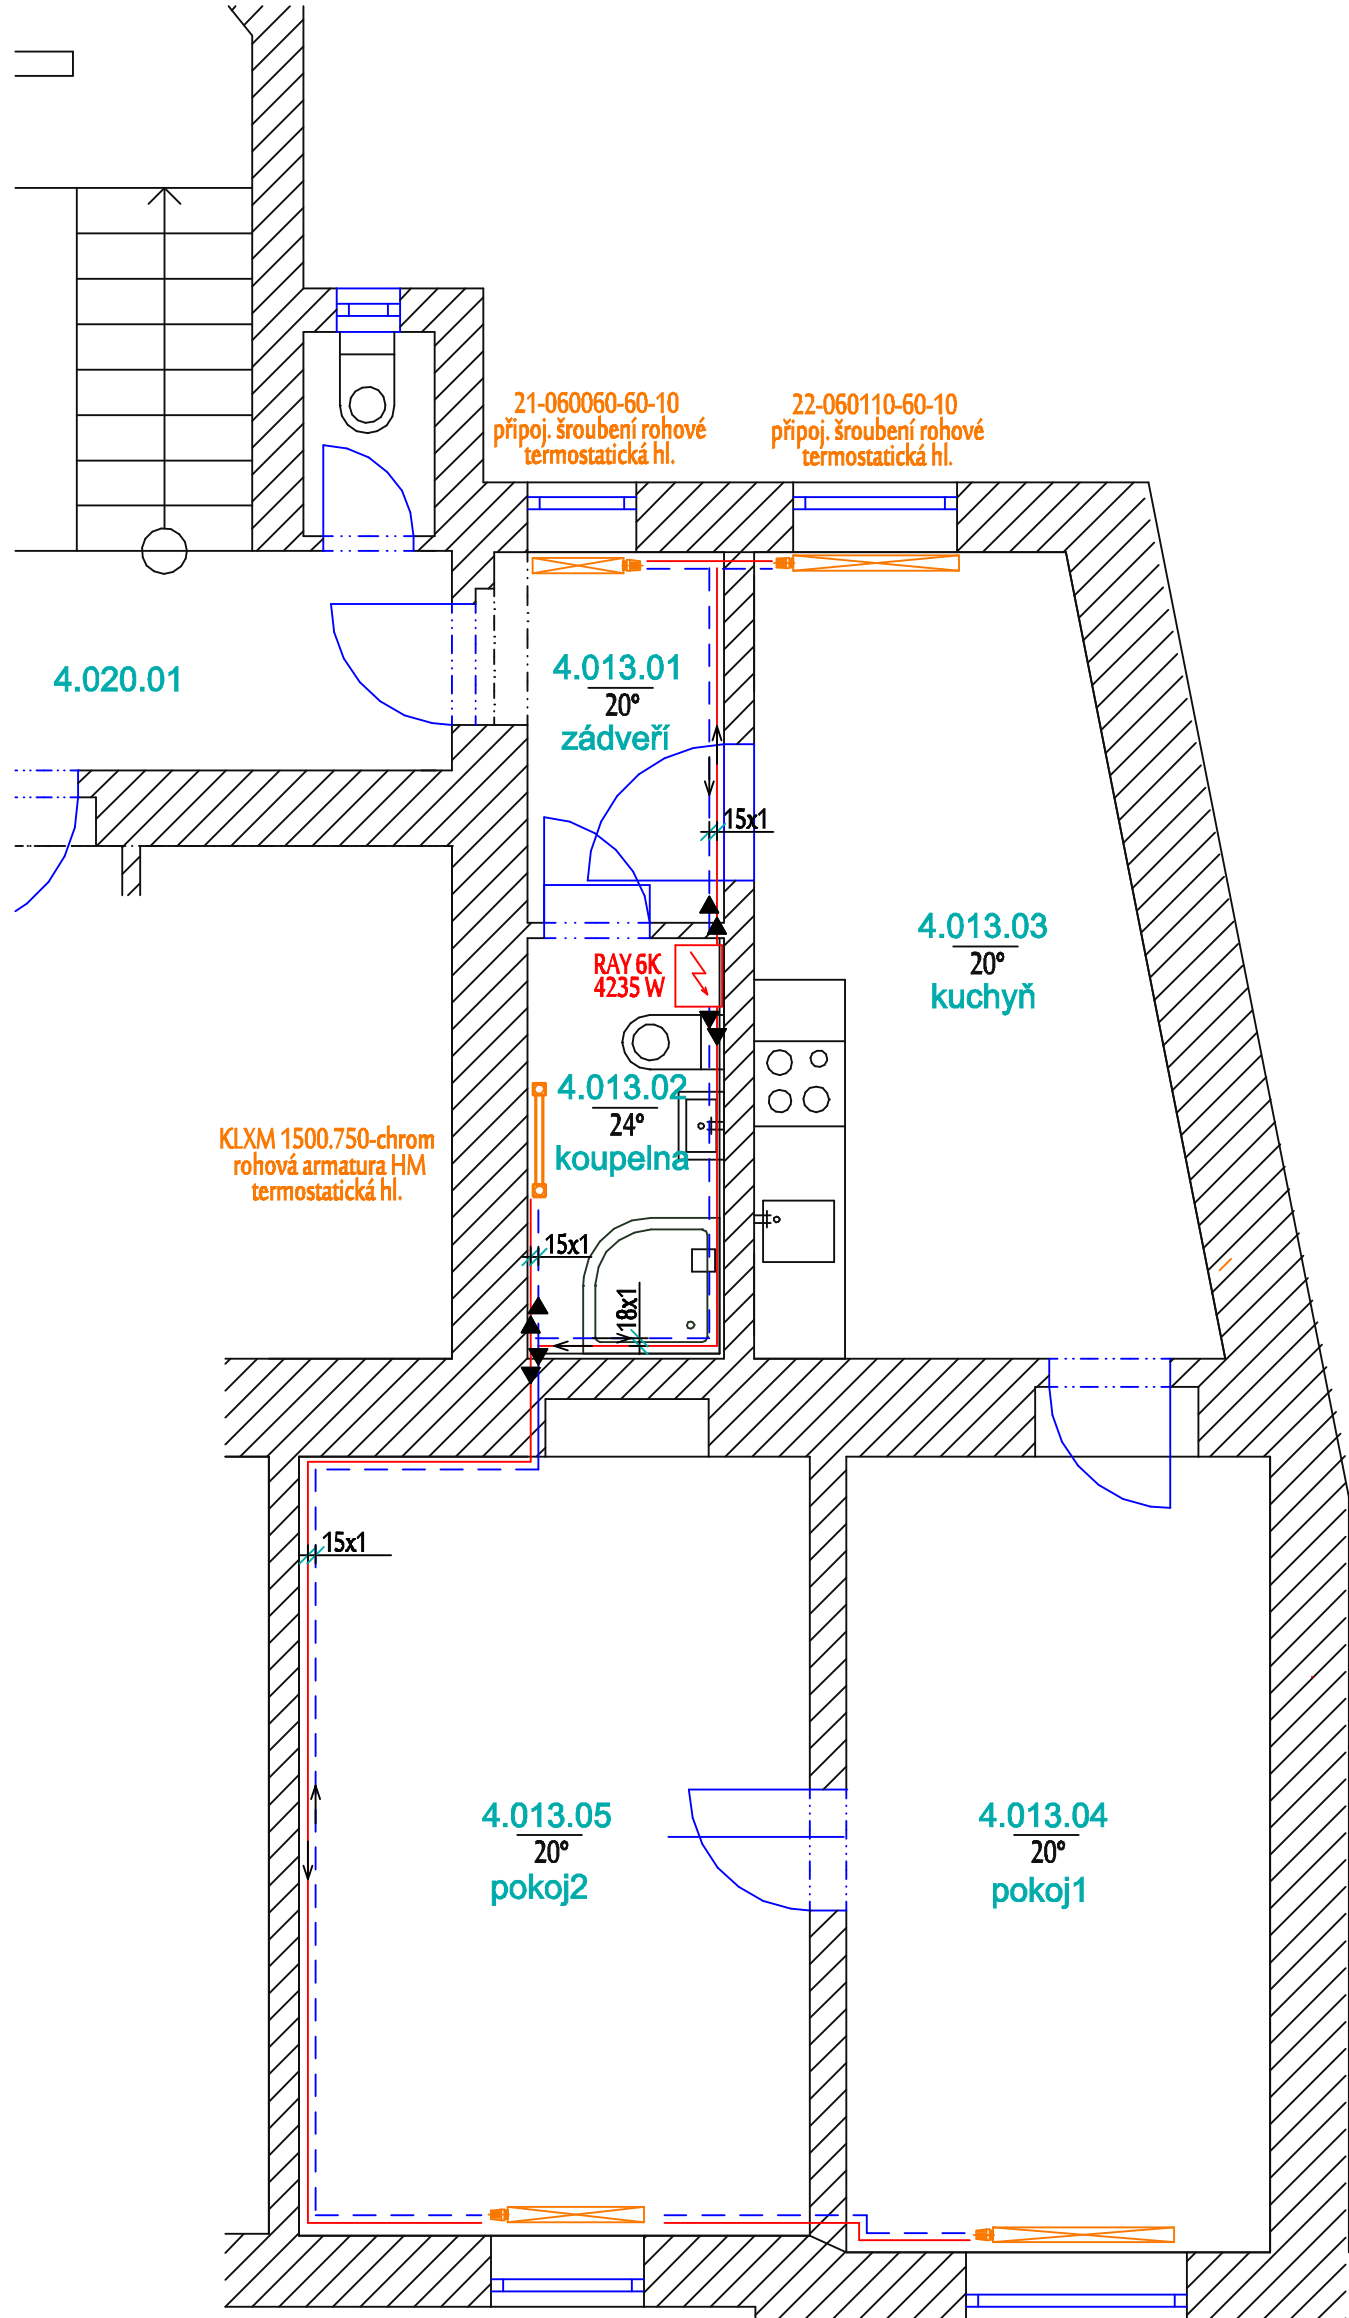 21-060060-60-10
připoj. šroubení rohové
termostatická hl.
22-060110-60-10
připoj. šroubení rohové
termostatická hl.
4.020.01
4.013.01
20°
zádveří
15x1
4.013.03
20°
kuchyň
RAY 6K
4235 W
4.013.02
24°
koupelna
KLXM 1500.750-chrom
rohová armatura HM
termostatická hl.
15x1
18x1
15x1
4.013.05
20°
pokoj2
4.013.04
20°
pokoj1